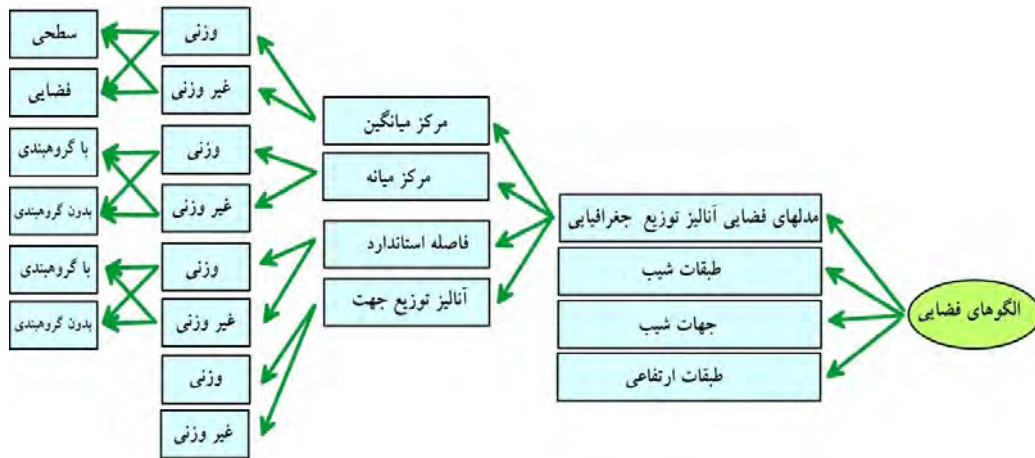 الگوهای فضایی
مدلهای فضایی آنالیز توزیع جغرافیایی
طبقات شیب
جهات شیب
طبقات ارتفاعی
مرکز میانگین
مرکز میانه
فاصله استاندارد
آنالیز توزیع جهت
وزنی
غیر وزنی
وزنی
غیر وزنی
وزنی
غیر وزنی
وزنی
غیر وزنی
سطحی
فضایی
با گروهبندی
بدون گروهبندی
با گروهبندی
بدون گروهبندی